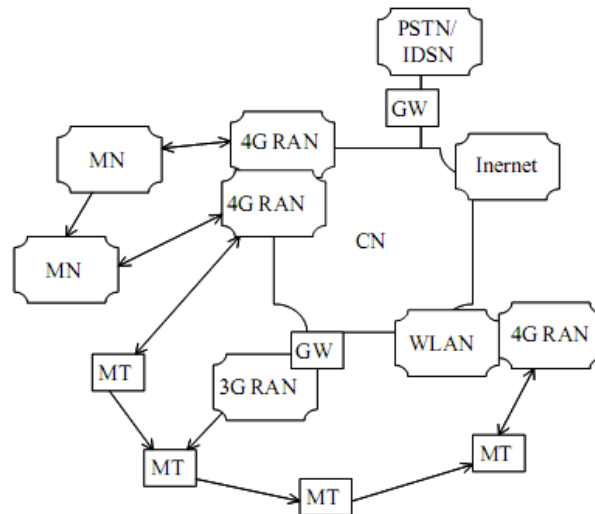 PSTN/
IDSN
GW
4G RAN
MN
Inernet
4G RAN
CN
MN
GW
WLAN
4G RAN
MT
3G RAN
MT
MT
MT